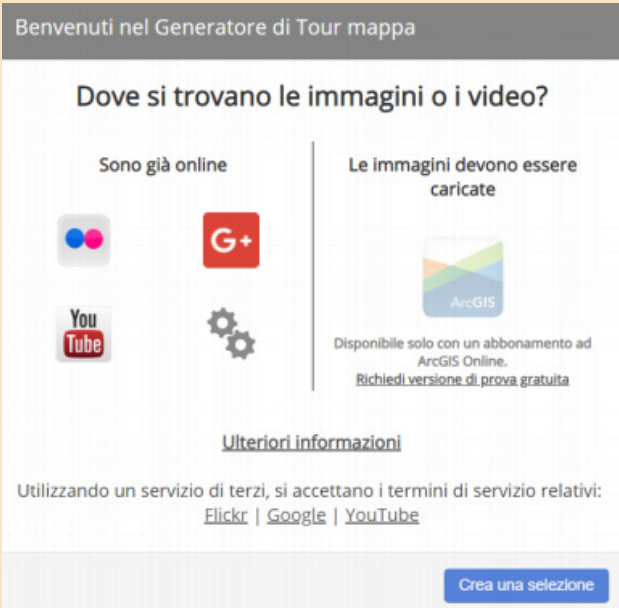 Benvenuti nel Generatore di Tour mappa
Dove si trovano le immagini o i video?
Sono già online
G+
You
Tube
Le immagini devono essere
caricate
ArcGIS
Disponibile solo con un abbonamento ad
ArcGIS Online.
Richiedi versione di prova gratuita
Ulteriori informazioni
Utilizzando un servizio di terzi, si accettano i termini di servizio relativi:
Flickr | Google | YouTube
Crea una selezione